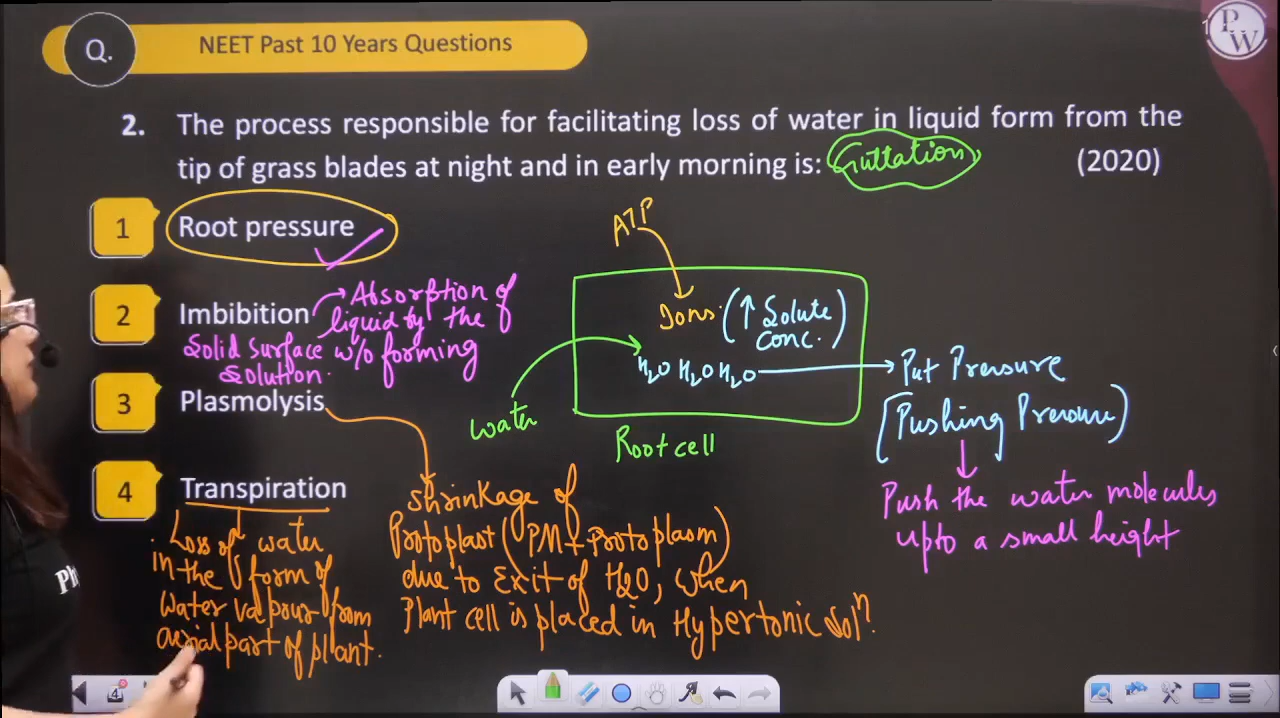 Q.
NEET Past 10 Years Questions
PW
2. The process responsible for facilitating loss of water in liquid form from the
tip of grass blades at night and in early morning is: Guttation (2020)
1 Root pressure
2 Imbibition → Absorption of
liquid by the
Solid surface w/o forming
solution.
3 Plasmolysis
Shrinkage of
Protoplast (PM + Protoplasm)
due to Exit of H2O, when
Plant cell is placed in Hypertonic solⁿ.
4 Transpiration
Loss of water
in the form of
water vapour from
aerial part of plant.
ATP
Ions (↑ Solute
conc.)
H2O H2O H2O
water
Root cell
Put Pressure
[Pushing Pressure]
Push the water molecules
upto a small height
Ph
4